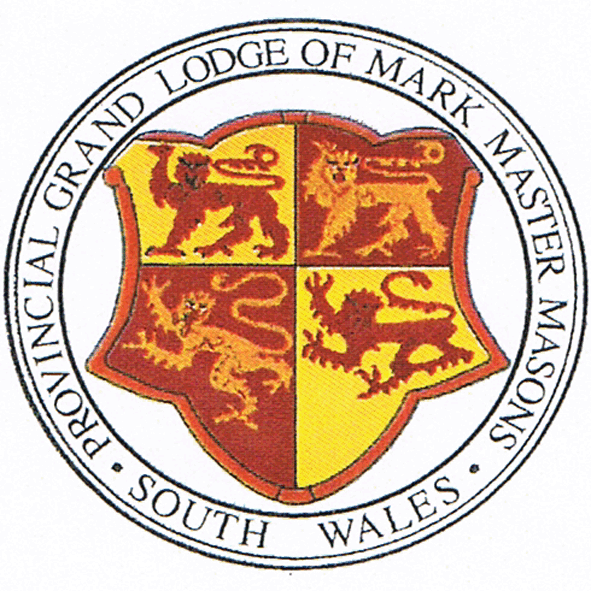 PROVINCIAL GRAND LODGE OF MARK MASTER MASONS
• SOUTH WALES •